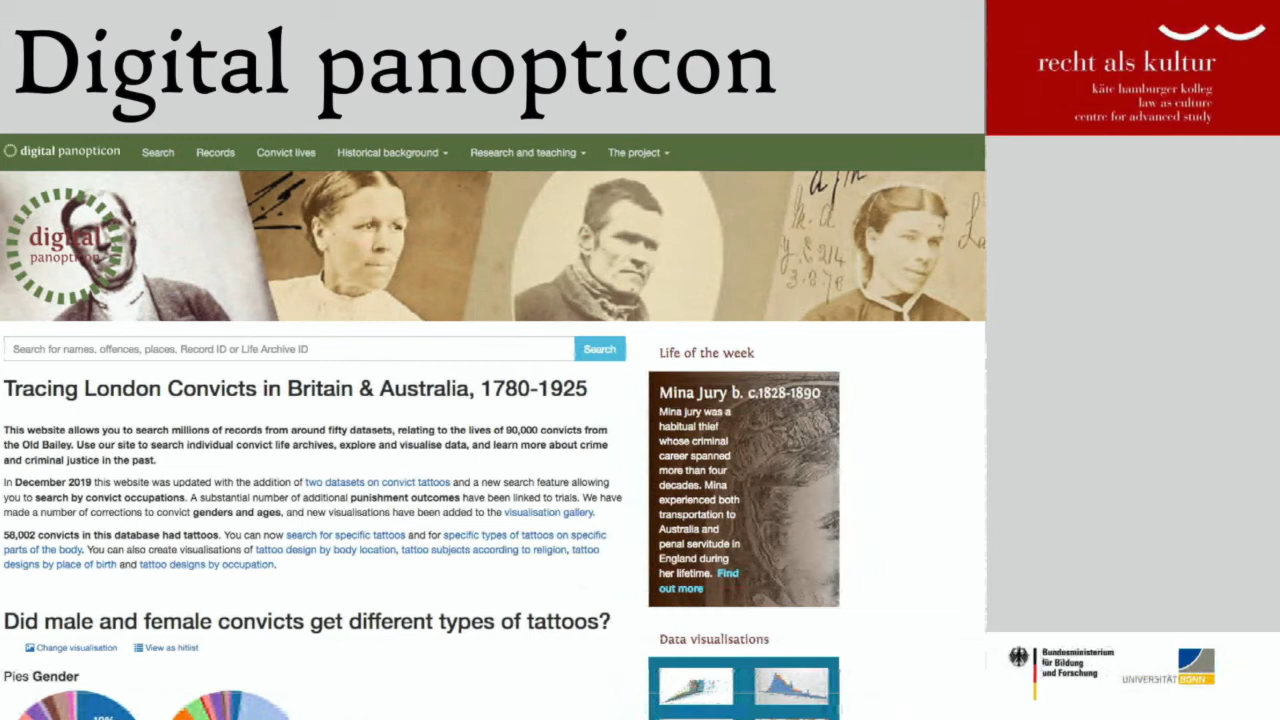 Digital panopticon
recht als kultur
käte hamburger kolleg
law as culture
centre for advanced study
digital panopticon
Search
Records
Convict lives
Historical background
Research and teaching
The project
digital
panopticon
Search for names, offences, places, Record ID or Life Archive ID
Search
Tracing London Convicts in Britain & Australia, 1780-1925
This website allows you to search millions of records from around fifty datasets, relating to the lives of 90,000 convicts from
the Old Bailey. Use our site to search individual convict life archives, explore and visualise data, and learn more about crime
and criminal justice in the past.
In December 2019 this website was updated with the addition of two datasets on convict tattoos and a new search feature allowing
you to search by convict occupations. A substantial number of additional punishment outcomes have been linked to trials. We have
made a number of corrections to convict genders and ages, and new visualisations have been added to the visualisation gallery.
58,002 convicts in this database had tattoos. You can now search for specific tattoos and for specific types of tattoos on specific
parts of the body. You can also create visualisations of tattoo design by body location, tattoo subjects according to religion, tattoo
designs by place of birth and tattoo designs by occupation.
Did male and female convicts get different types of tattoos?
Change visualisation
View as hitlist
Pies Gender
Life of the week
Mina Jury b. c.1828-1890
Mina jury was a
habitual thief
whose criminal
career spanned
more than four
decades. Mina
experienced both
transportation to
Australia and
penal servitude in
England during
her lifetime. Find
out more
Data visualisations
Bundesministerium
für Bildung
und Forschung
UNIVERSITÄT BONN